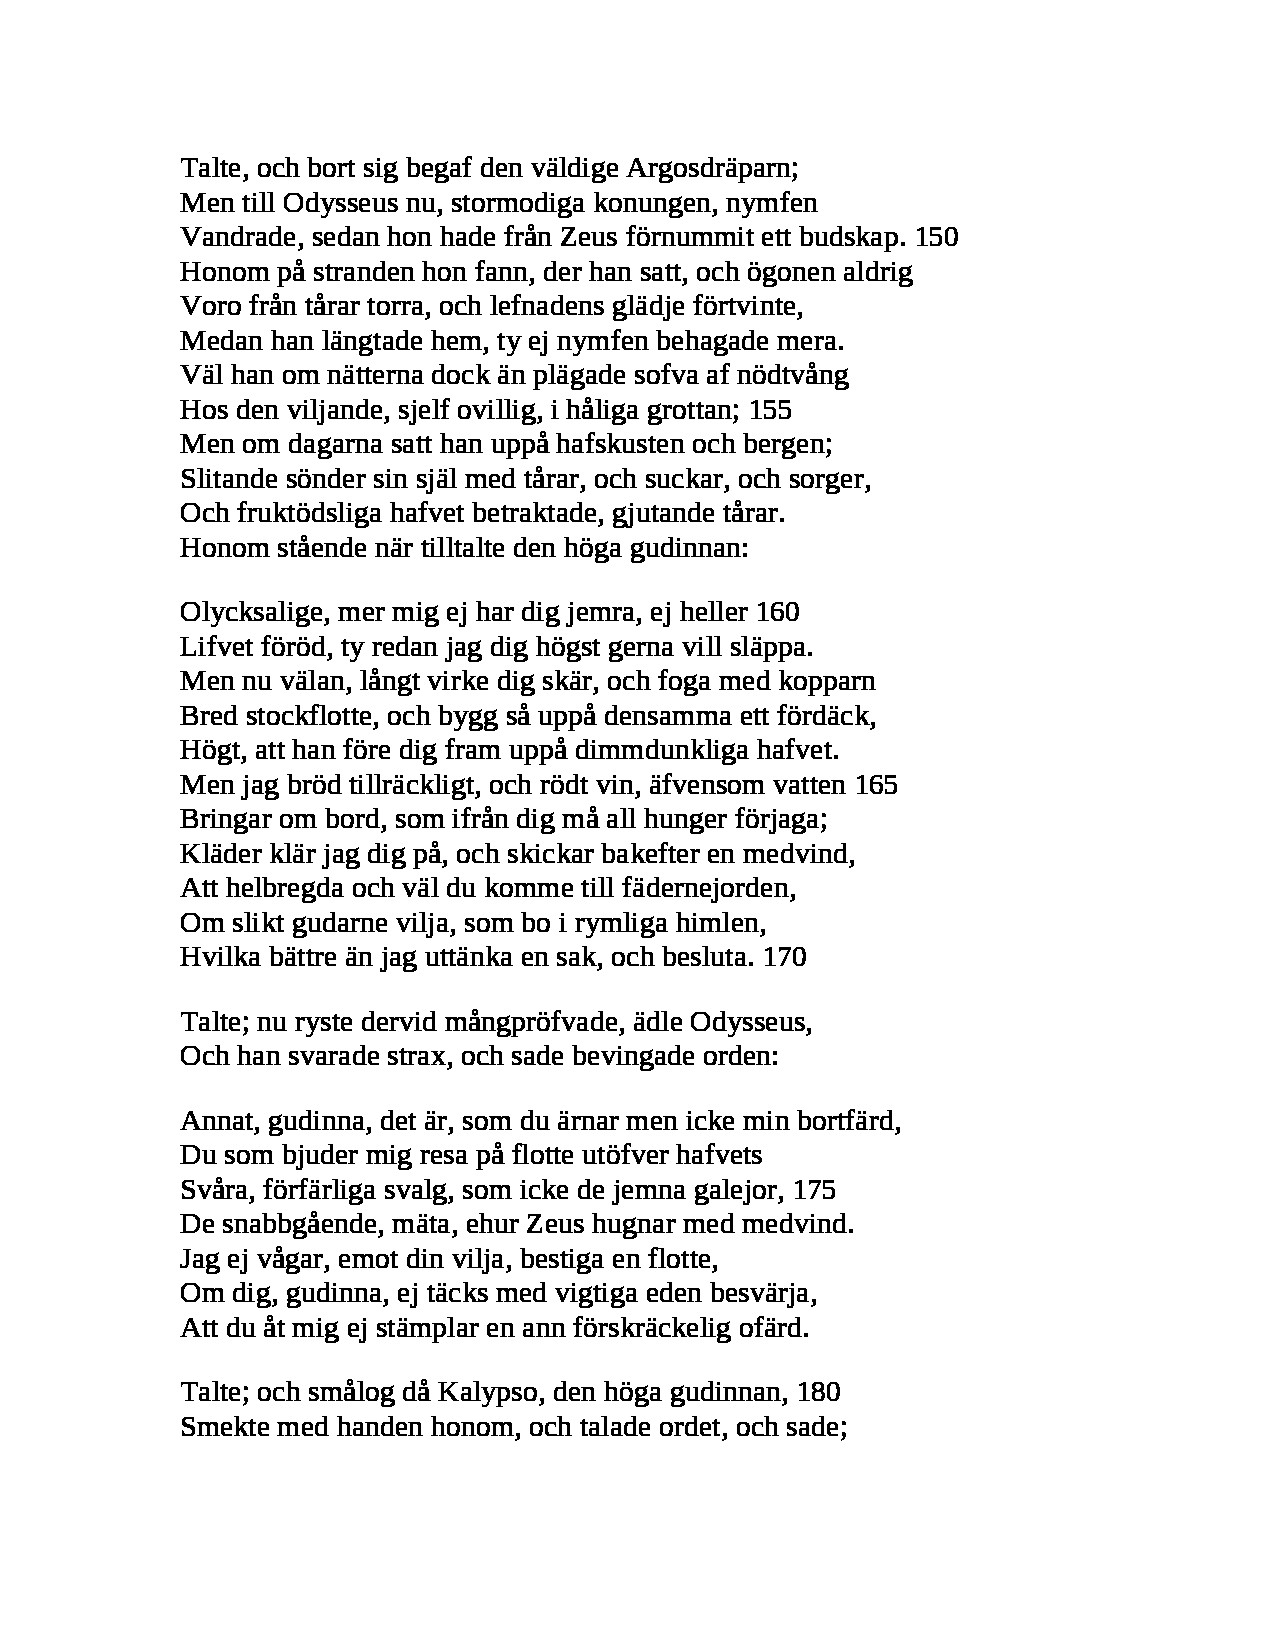 Talte, och bort sig begaf den väldige Argosdräparn;
Men till Odysseus nu, stormodiga konungen, nymfen
Vandrade, sedan hon hade från Zeus förnummit ett budskap. 150
Honom på stranden hon fann, der han satt, och ögonen aldrig
Voro från tårar torra, och lefnadens glädje förtvinte,
Medan han längtade hem, ty ej nymfen behagade mera.
Väl han om nätterna dock än plägade sofva af nödtvång
Hos den viljande, sjelf ovillig, i håliga grottan; 155
Men om dagarna satt han uppå hafskusten och bergen;
Slitande sönder sin själ med tårar, och suckar, och sorger,
Och fruktödsliga hafvet betraktade, gjutande tårar.
Honom stående när tilltalte den höga gudinnan:
Olycksalige, mer mig ej har dig jemra, ej heller 160
Lifvet föröd, ty redan jag dig högst gerna vill släppa.
Men nu välan, långt virke dig skär, och foga med kopparn
Bred stockflotte, och bygg så uppå densamma ett fördäck,
Högt, att han före dig fram uppå dimmdunkliga hafvet.
Men jag bröd tillräckligt, och rödt vin, äfvensom vatten 165
Bringar om bord, som ifrån dig må all hunger förjaga;
Kläder klär jag dig på, och skickar bakefter en medvind,
Att helbregda och väl du komme till fädernejorden,
Om slikt gudarne vilja, som bo i rymliga himlen,
Hvilka bättre än jag uttänka en sak, och besluta. 170
Talte; nu ryste dervid mångpröfvade, ädle Odysseus,
Och han svarade strax, och sade bevingade orden:
Annat, gudinna, det är, som du ärnar men icke min bortfärd,
Du som bjuder mig resa på flotte utöfver hafvets
Svåra, förfärliga svalg, som icke de jemna galejor, 175
De snabbgående, mäta, ehur Zeus hugnar med medvind.
Jag ej vågar, emot din vilja, bestiga en flotte,
Om dig, gudinna, ej täcks med vigtiga eden besvärja,
Att du åt mig ej stämplar en ann förskräckelig ofärd.
Talte; och smålog då Kalypso, den höga gudinnan, 180
Smekte med handen honom, och talade ordet, och sade;